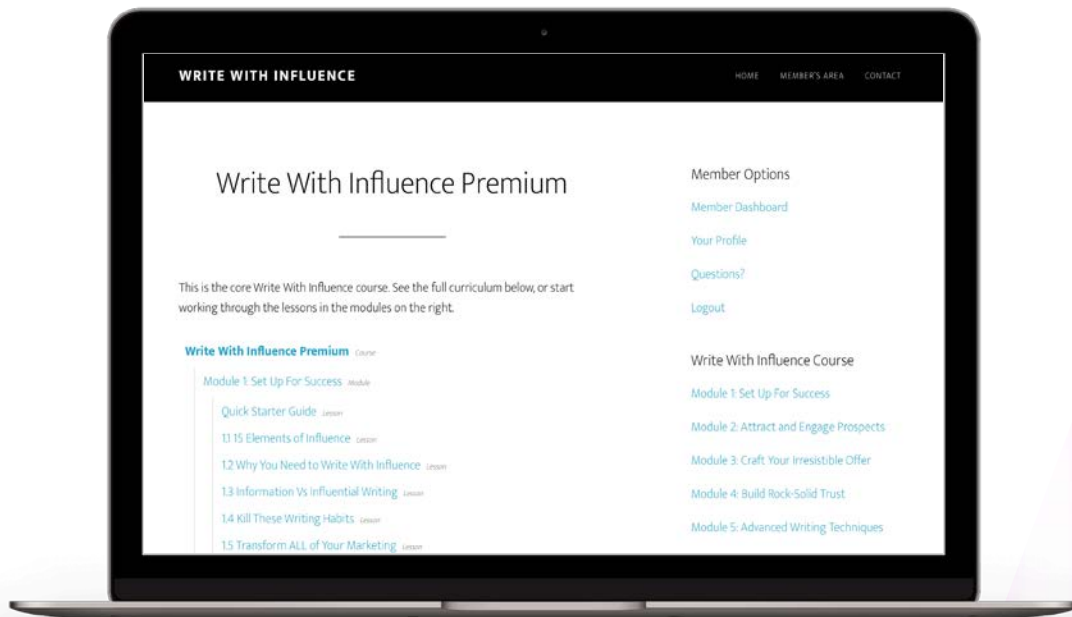 WRITE WITH INFLUENCE
HOME MEMBER'S AREA CONTACT
Write With Influence Premium
This is the core Write With Influence course. See the full curriculum below, or start
working through the lessons in the modules on the right.
Write With Influence Premium Course
Module 1: Set Up For Success Module
Quick Starter Guide Lesson
1.1 15 Elements of Influence Lesson
1.2 Why You Need to Write With Influence Lesson
1.3 Information Vs Influential Writing Lesson
1.4 Kill These Writing Habits Lesson
1.5 Transform ALL of Your Marketing Lesson
Member Options
Member Dashboard
Your Profile
Questions?
Logout
Write With Influence Course
Module 1: Set Up For Success
Module 2: Attract and Engage Prospects
Module 3: Craft Your Irresistible Offer
Module 4: Build Rock-Solid Trust
Module 5: Advanced Writing Techniques